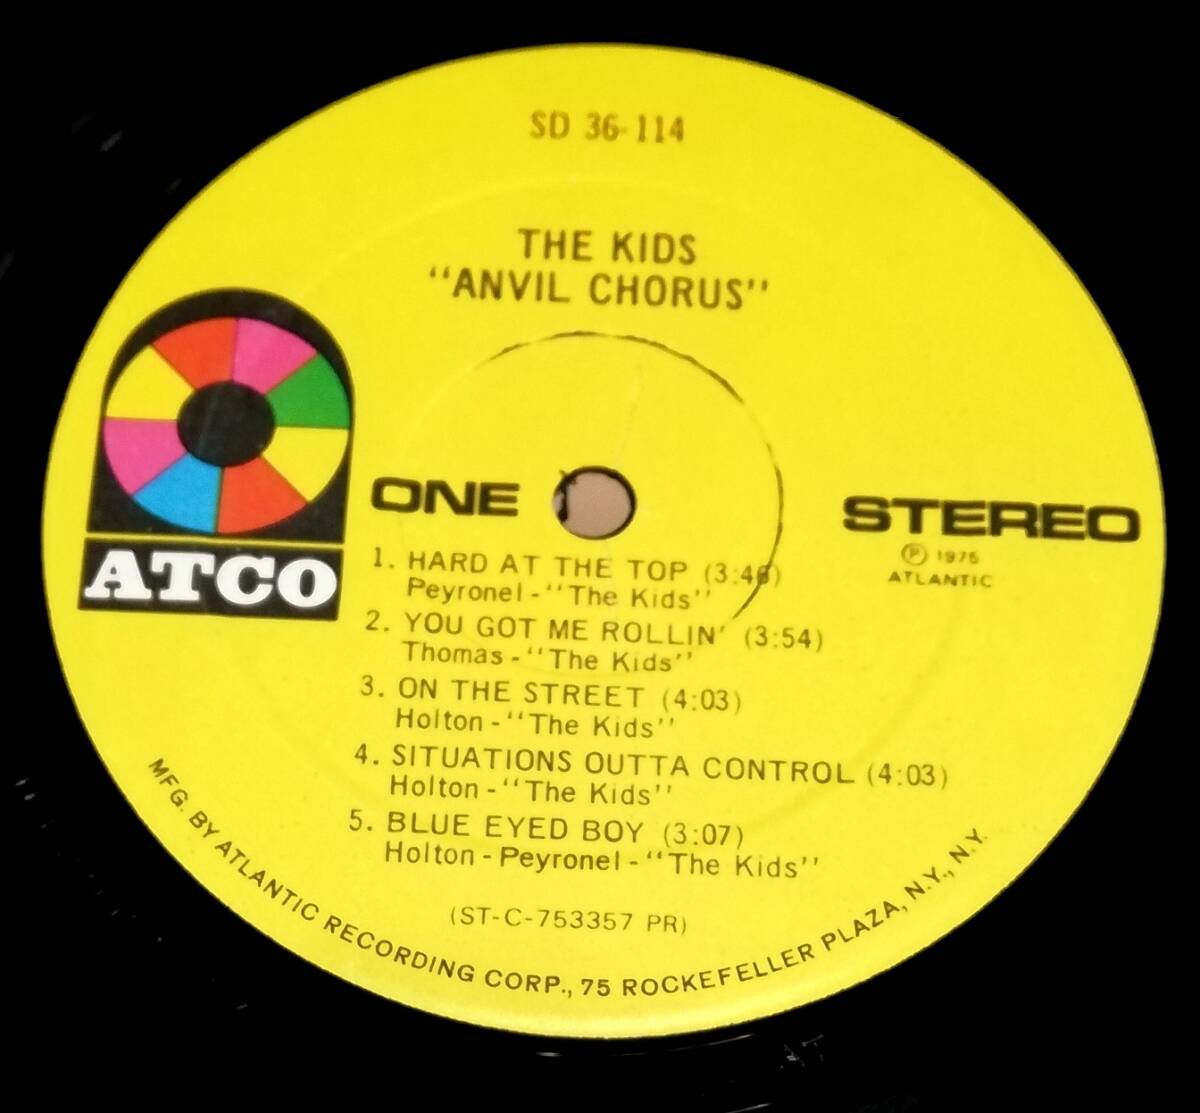 SD 36-114
THE KIDS
"ANVIL CHORUS"
ATCO
ONE
STEREO
Ⓟ 1975
ATLANTIC
1. HARD AT THE TOP (3:46)
Peyronel - "The Kids"
2. YOU GOT ME ROLLIN' (3:54)
Thomas - "The Kids"
3. ON THE STREET (4:03)
Holton - "The Kids"
4. SITUATIONS OUTTA CONTROL (4:03)
Holton - "The Kids"
5. BLUE EYED BOY (3:07)
Holton - Peyronel - "The Kids"
(ST-C-753357 PR)
MFG. BY ATLANTIC RECORDING CORP., 75 ROCKEFELLER PLAZA, N.Y., N.Y.